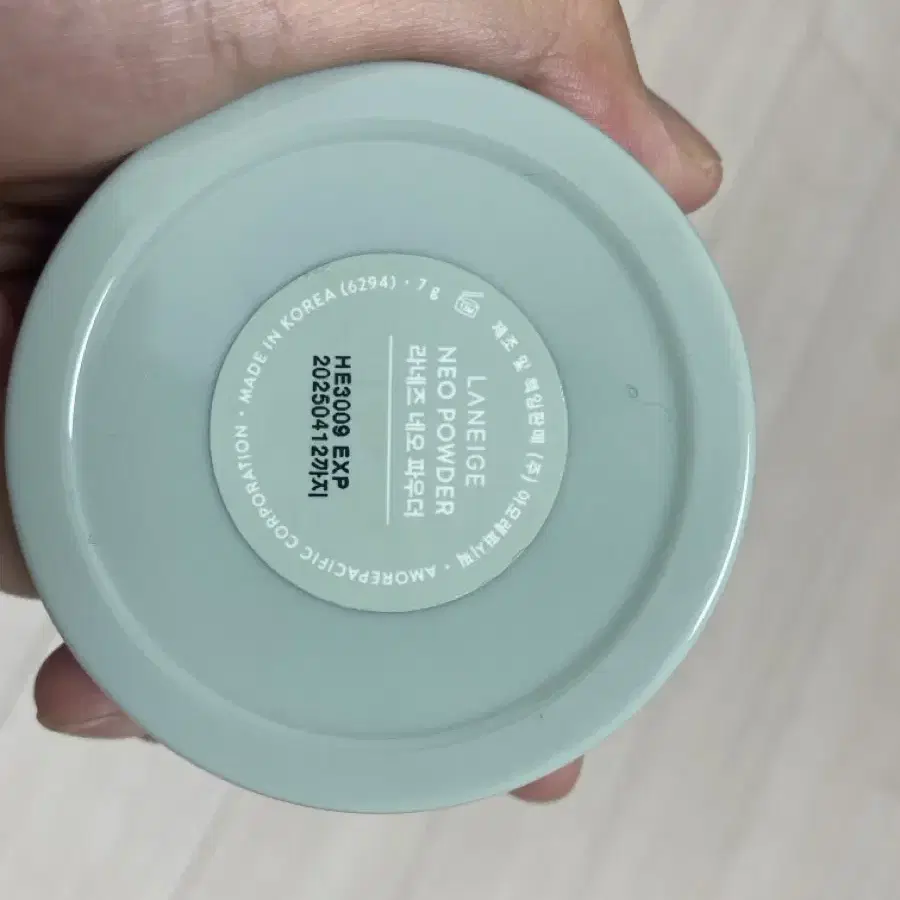 LANEIGE
NEO POWDER
라네즈 네오 파우더
HE3009 EXP
20250412까지
제조 및 책임판매 (주) 아모레퍼시픽 • AMOREPACIFIC CORPORATION • MADE IN KOREA (6294) • 7 g